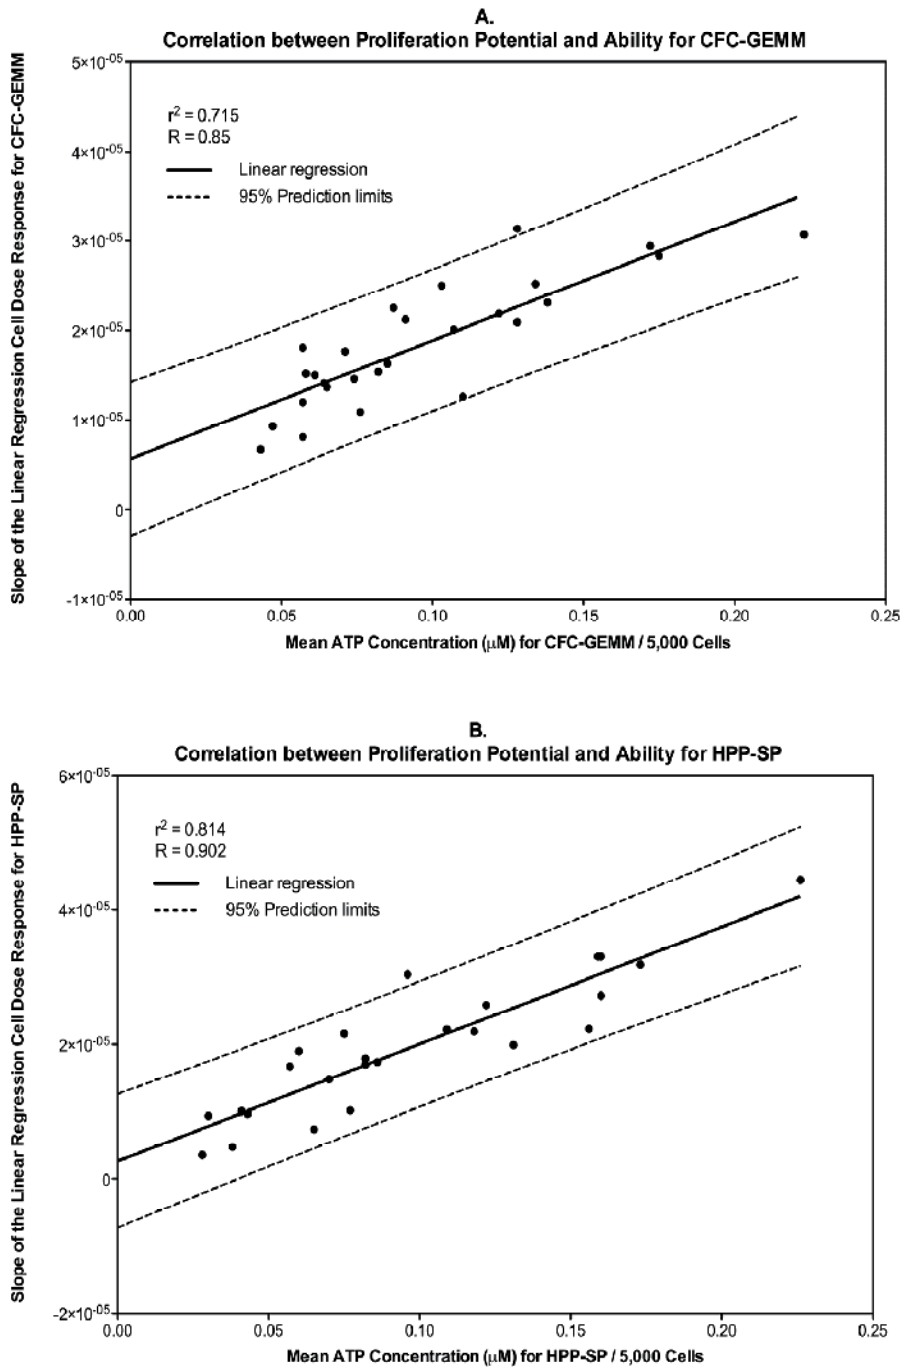 A.
Correlation between Proliferation Potential and Ability for CFC-GEMM
Slope of the Linear Regression Cell Dose Response for CFC-GEMM
5×10⁻⁰⁵
4×10⁻⁰⁵
3×10⁻⁰⁵
2×10⁻⁰⁵
1×10⁻⁰⁵
0
-1×10⁻⁰⁵
r² = 0.715
R = 0.85
Linear regression
95% Prediction limits
0.00 0.05 0.10 0.15 0.20 0.25
Mean ATP Concentration (μM) for CFC-GEMM / 5,000 Cells
B.
Correlation between Proliferation Potential and Ability for HPP-SP
Slope of the Linear Regression Cell Dose Response for HPP-SP
6×10⁻⁰⁵
4×10⁻⁰⁵
2×10⁻⁰⁵
0
-2×10⁻⁰⁵
r² = 0.814
R = 0.902
Linear regression
95% Prediction limits
0.00 0.05 0.10 0.15 0.20 0.25
Mean ATP Concentration (μM) for HPP-SP / 5,000 Cells